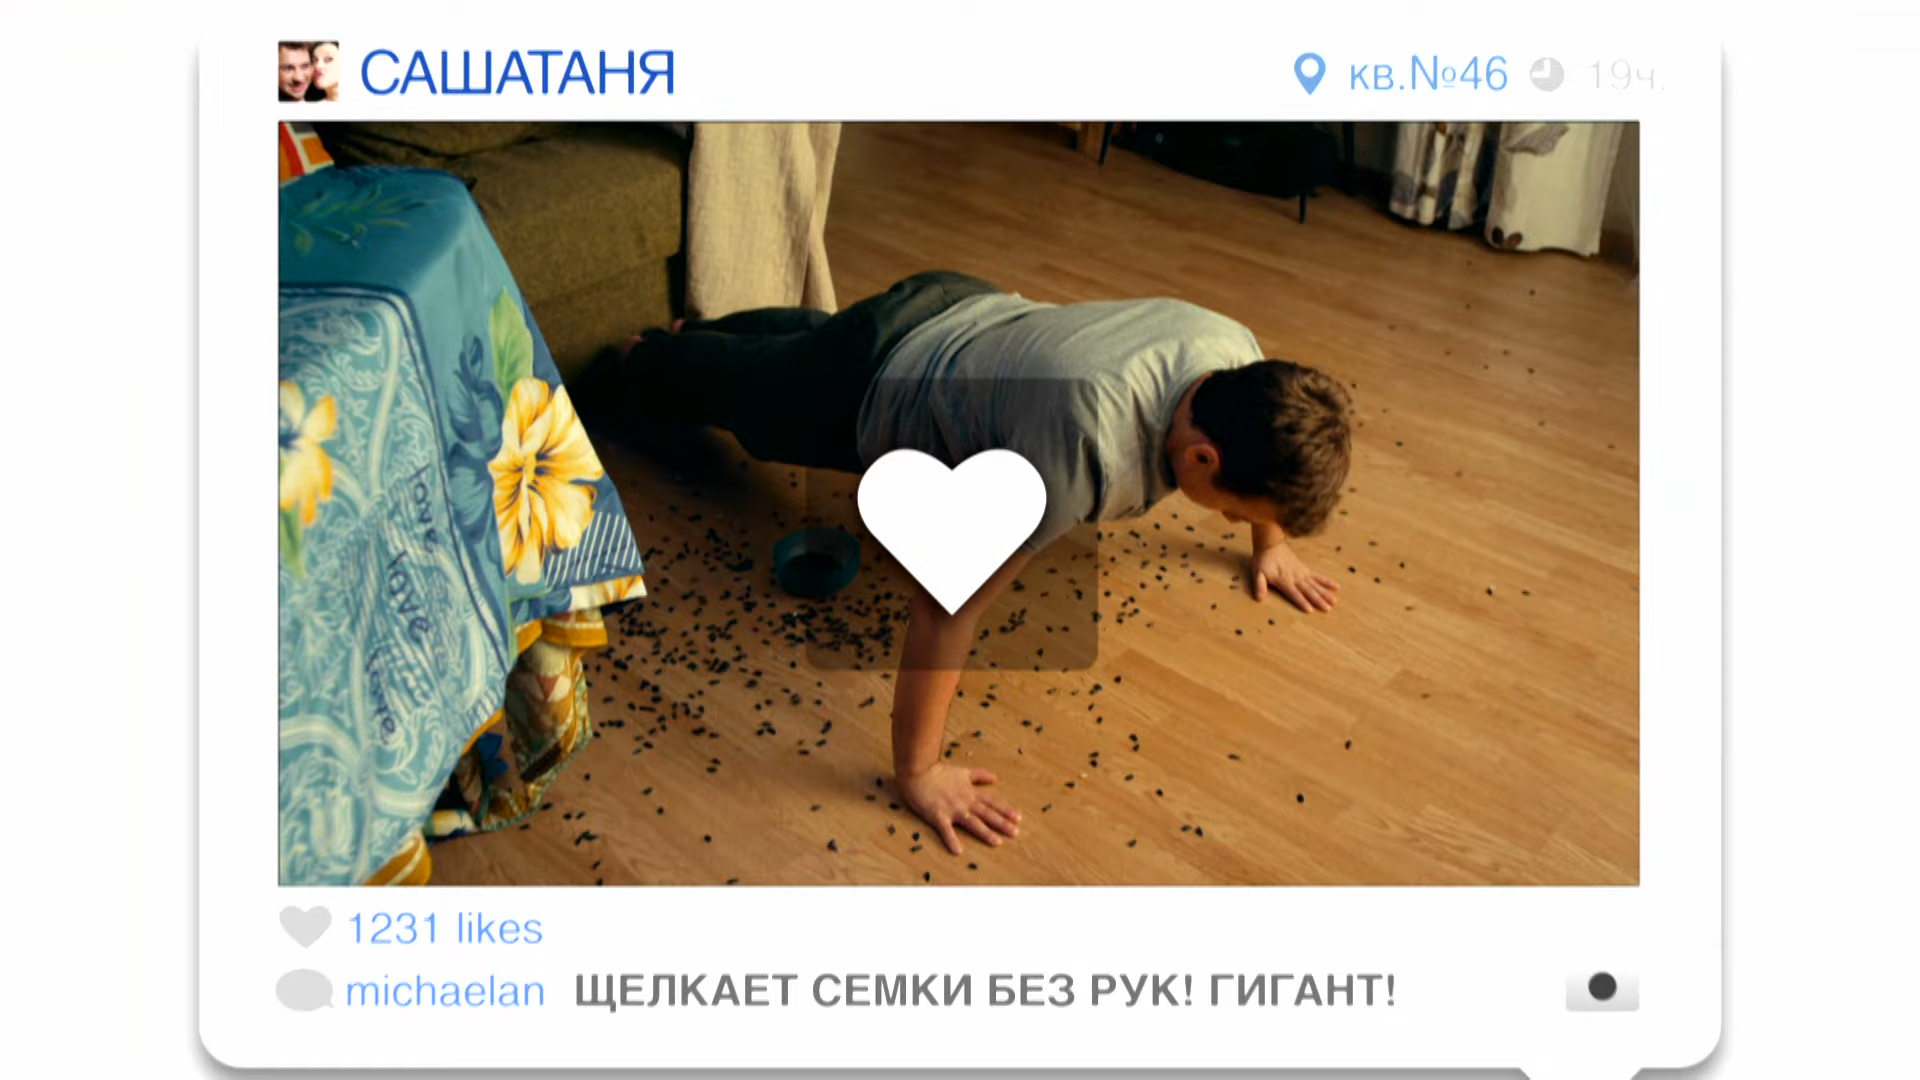 САШАТАНЯ
кв.№46 19ч.
love
love
love
1231 likes
michaelan ЩЕЛКАЕТ СЕМКИ БЕЗ РУК! ГИГАНТ!